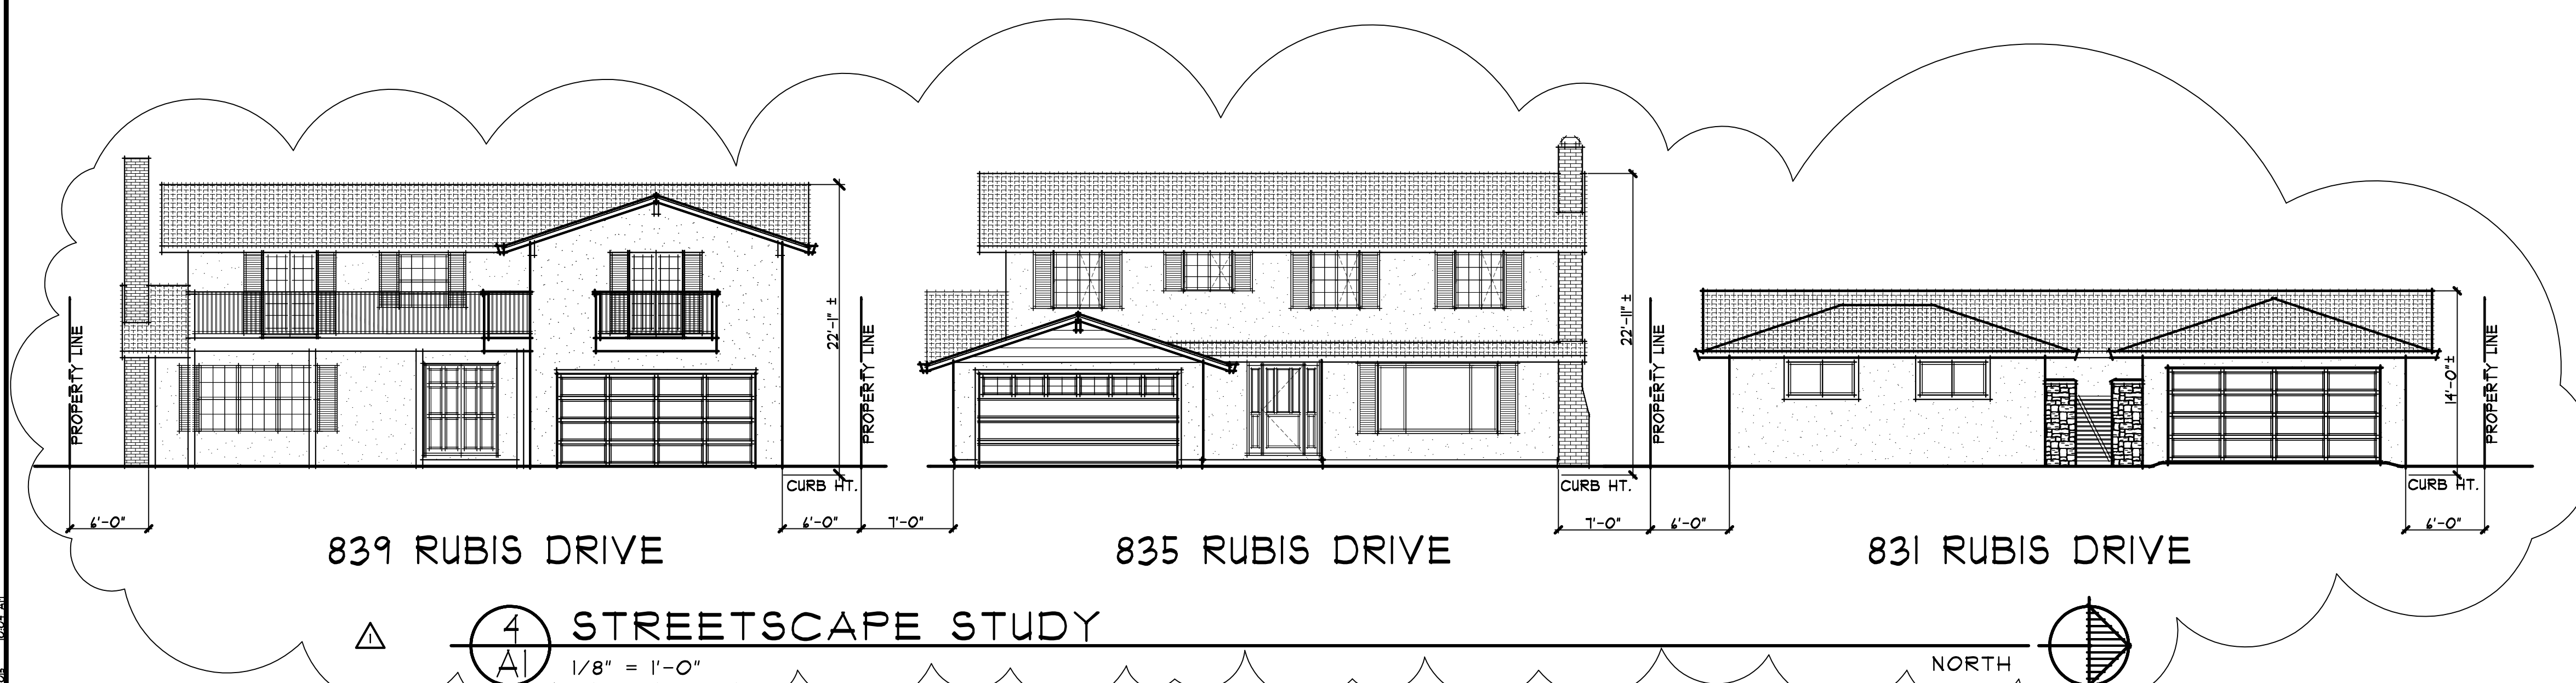 PROPERTY LINE
22'-1" ±
PROPERTY LINE
22'-11" ±
PROPERTY LINE
14'-0" ±
PROPERTY LINE
CURB HT.
CURB HT.
CURB HT.
6'-0"
6'-0"
7'-0"
7'-0"
6'-0"
6'-0"
839 RUBIS DRIVE
835 RUBIS DRIVE
831 RUBIS DRIVE
1
4
A1
STREETSCAPE STUDY
1/8" = 1'-0"
NORTH